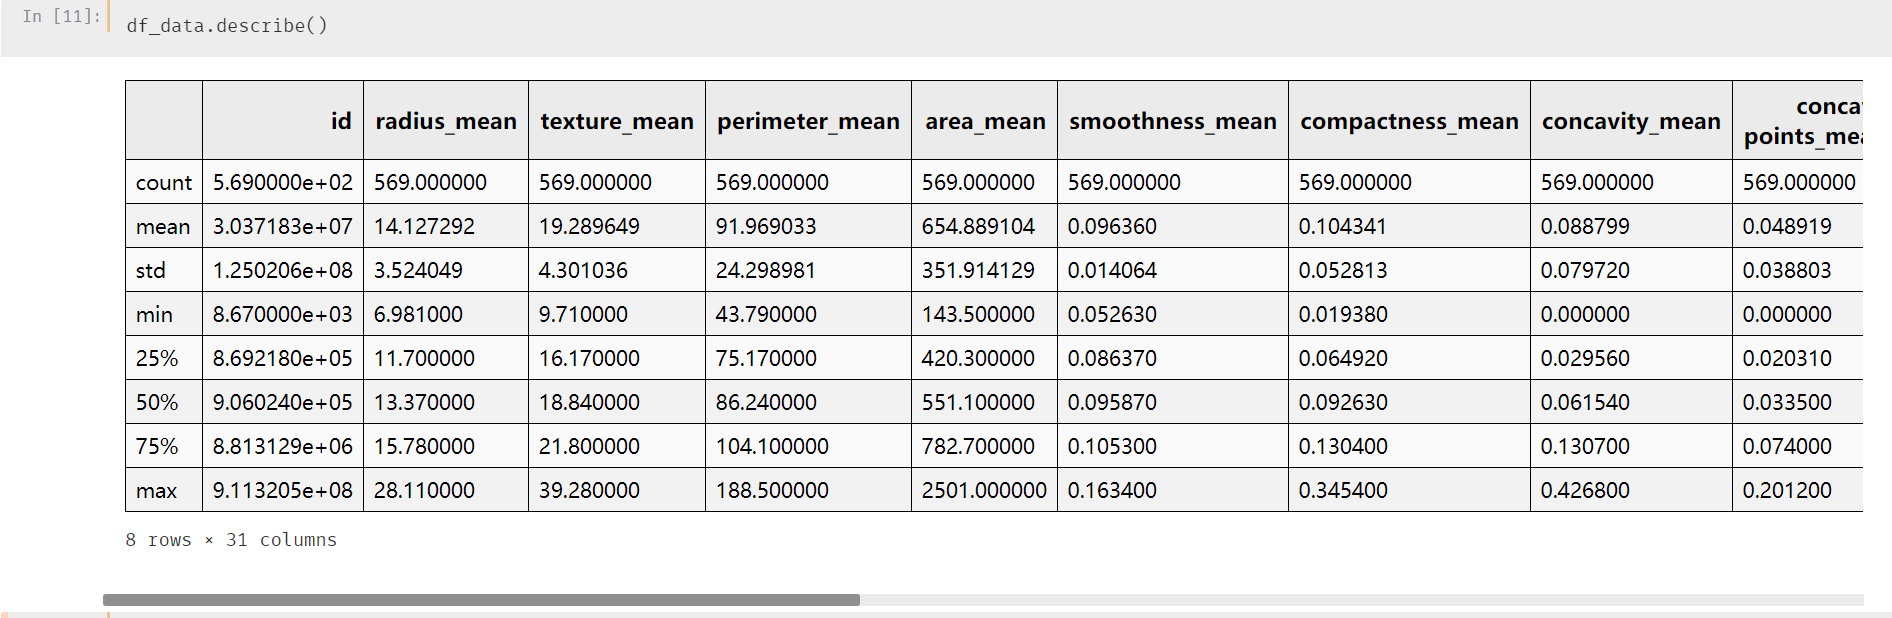 In [11]:
df_data.describe()
id radius_mean texture_mean perimeter_mean area_mean smoothness_mean compactness_mean concavity_mean
count 5.690000e+02 569.000000 569.000000 569.000000 569.000000 569.000000 569.000000 569.000000 569.000000
mean 3.037183e+07 14.127292 19.289649 91.969033 654.889104 0.096360 0.104341 0.088799 0.048919
std 1.250206e+08 3.524049 4.301036 24.298981 351.914129 0.014064 0.052813 0.079720 0.038803
min 8.670000e+03 6.981000 9.710000 43.790000 143.500000 0.052630 0.019380 0.000000 0.000000
25% 8.692180e+05 11.700000 16.170000 75.170000 420.300000 0.086370 0.064920 0.029560 0.020310
50% 9.060240e+05 13.370000 18.840000 86.240000 551.100000 0.095870 0.092630 0.061540 0.033500
75% 8.813129e+06 15.780000 21.800000 104.100000 782.700000 0.105300 0.130400 0.130700 0.074000
max 9.113205e+08 28.110000 39.280000 188.500000 2501.000000 0.163400 0.345400 0.426800 0.201200
8 rows × 31 columns